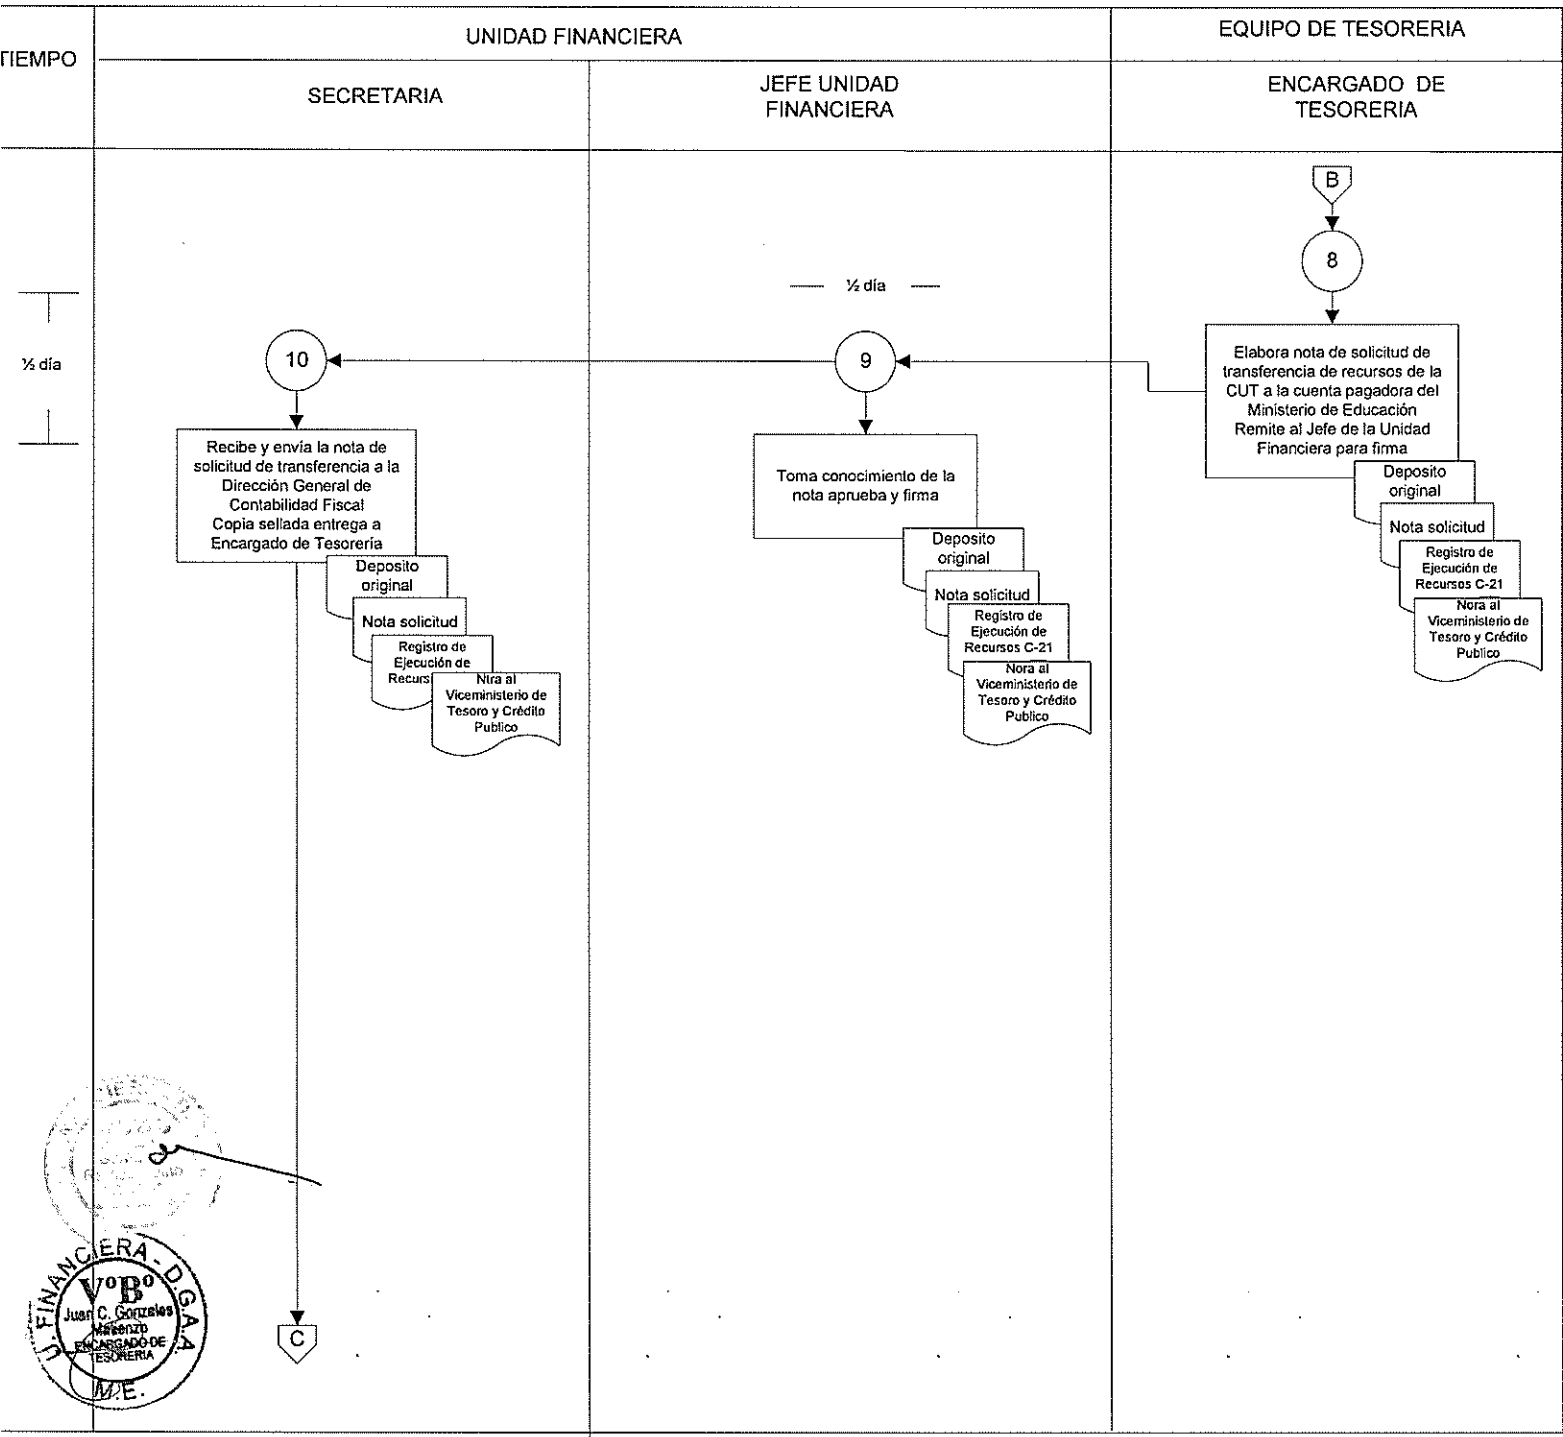 TIEMPO
UNIDAD FINANCIERA
EQUIPO DE TESORERIA
SECRETARIA
JEFE UNIDAD
FINANCIERA
ENCARGADO DE
TESORERIA
B
8
½ día
½ día
10
9
Elabora nota de solicitud de
transferencia de recursos de la
CUT a la cuenta pagadora del
Ministerio de Educación
Remite al Jefe de la Unidad
Financiera para firma
Deposito
original
Nota solicitud
Registro de
Ejecución de
Recursos C-21
Nora al
Viceministerio de
Tesoro y Crédito
Publico
Toma conocimiento de la
nota aprueba y firma
Deposito
original
Nota solicitud
Registro de
Ejecución de
Recursos C-21
Nora al
Viceministerio de
Tesoro y Crédito
Publico
Recibe y envía la nota de
solicitud de transferencia a la
Dirección General de
Contabilidad Fiscal
Copia sellada entrega a
Encargado de Tesorería
Deposito
original
Nota solicitud
Registro de
Ejecución de
Recurs
Ntra al
Viceministerio de
Tesoro y Crédito
Publico
U. FINANCIERA - D.G.A.A.
VºBº
Juan C. Gonzales
ENCARGADO DE
TESORERIA
M.E.
C